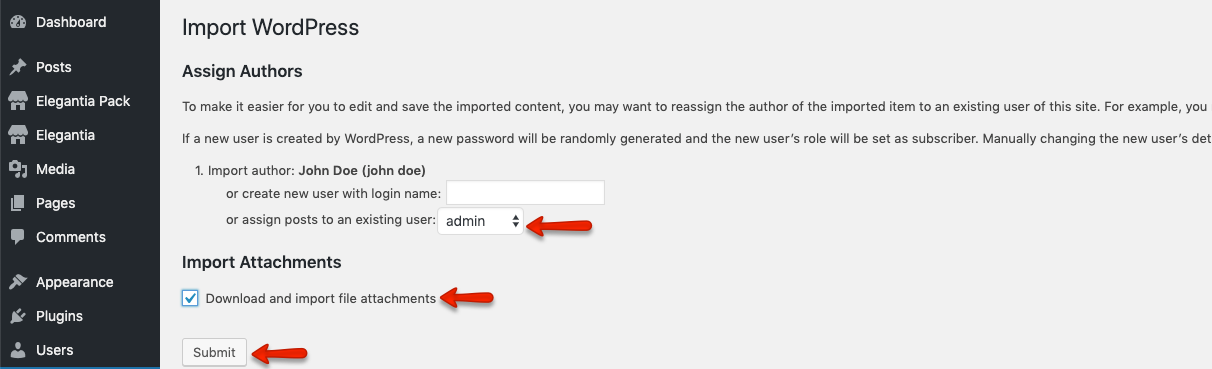 Dashboard
Posts
Elegantia Pack
Elegantia
Media
Pages
Comments
Appearance
Plugins
Users
Import WordPress
Assign Authors
To make it easier for you to edit and save the imported content, you may want to reassign the author of the imported item to an existing user of this site. For example, you
If a new user is created by WordPress, a new password will be randomly generated and the new user’s role will be set as subscriber. Manually changing the new user’s det
1. Import author: John Doe (john doe)
or create new user with login name:
or assign posts to an existing user: admin
Import Attachments
Download and import file attachments
Submit